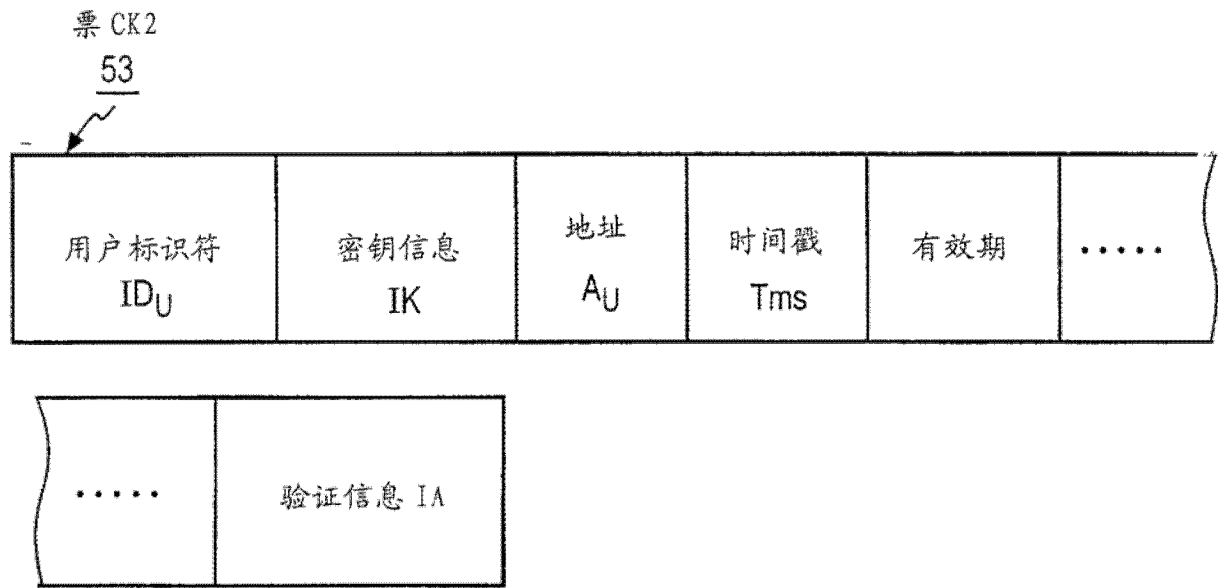 票 CK2
53
用户标识符
IDU
密钥信息
IK
地址
AU
时间戳
Tms
有效期
·····
·····
验证信息 IA